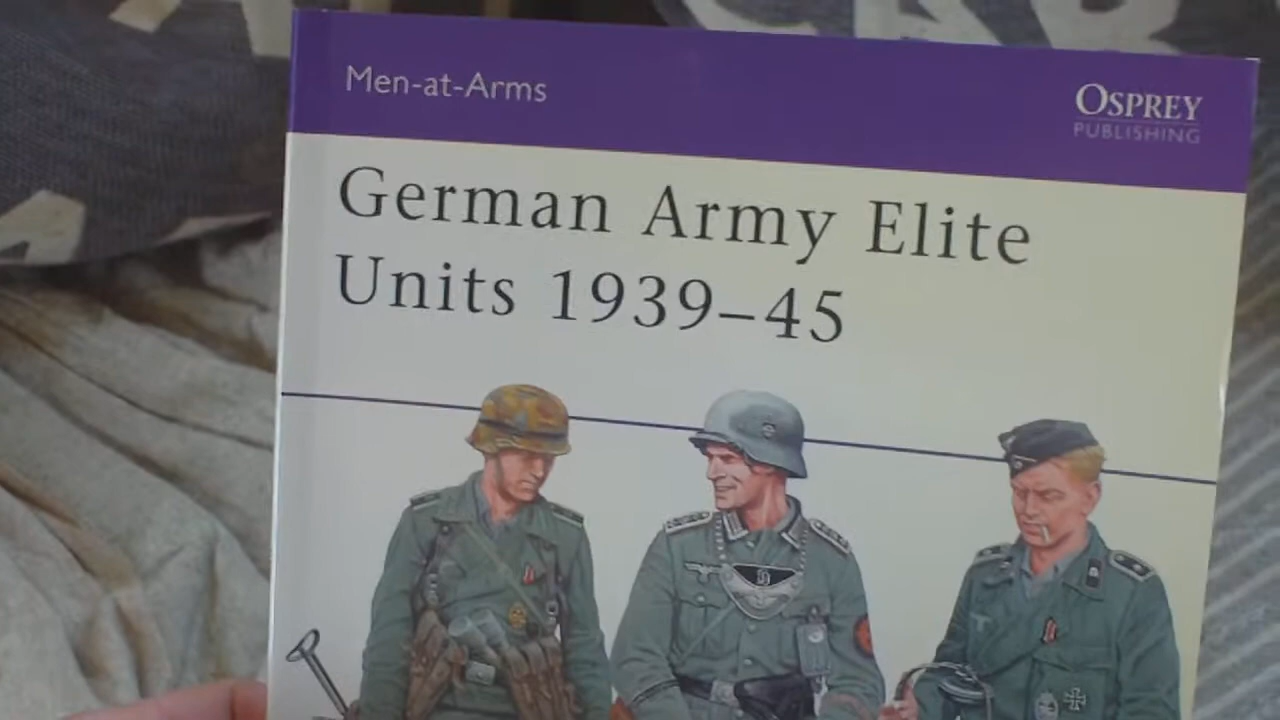 Men-at-Arms
OSPREY
PUBLISHING
German Army Elite
Units 1939–45